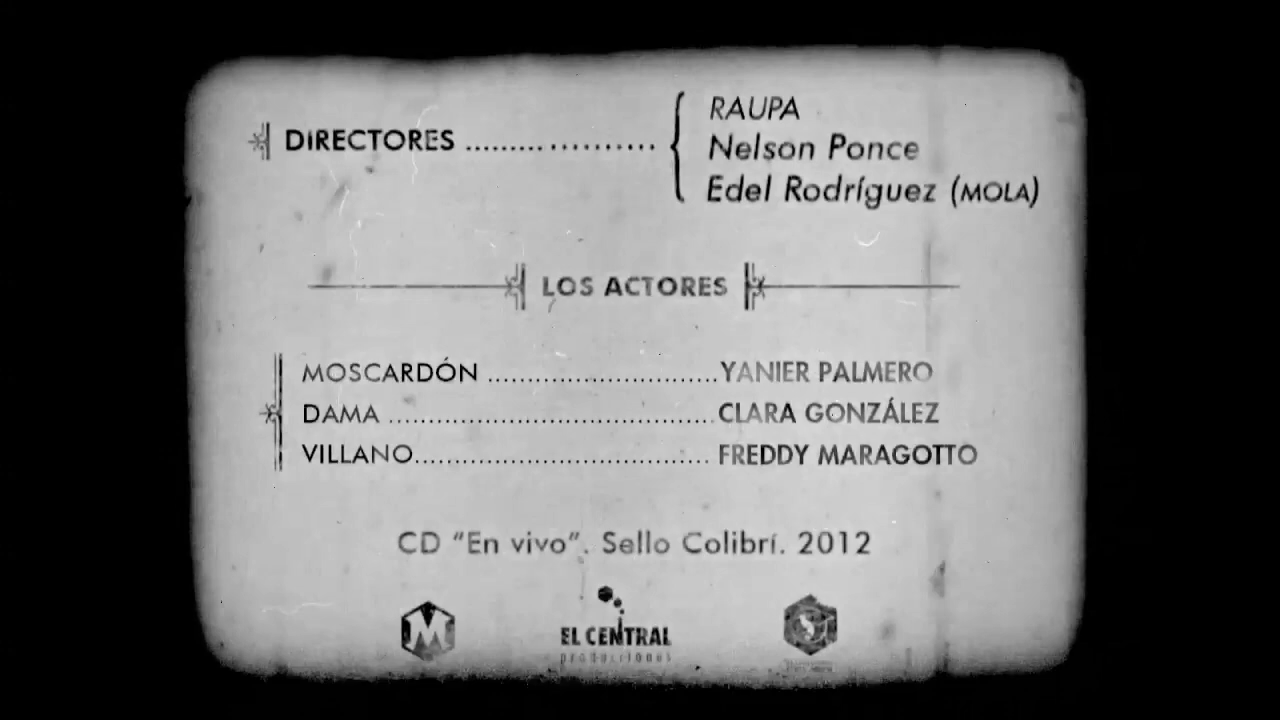 DIRECTORES .................... RAUPA
Nelson Ponce
Edel Rodríguez (MOLA)
LOS ACTORES
MOSCARDÓN ............................ YANIER PALMERO
DAMA ....................................... CLARA GONZÁLEZ
VILLANO.................................... FREDDY MARAGOTTO
CD "En vivo". Sello Colibrí. 2012
M
EL CENTRAL
producciones